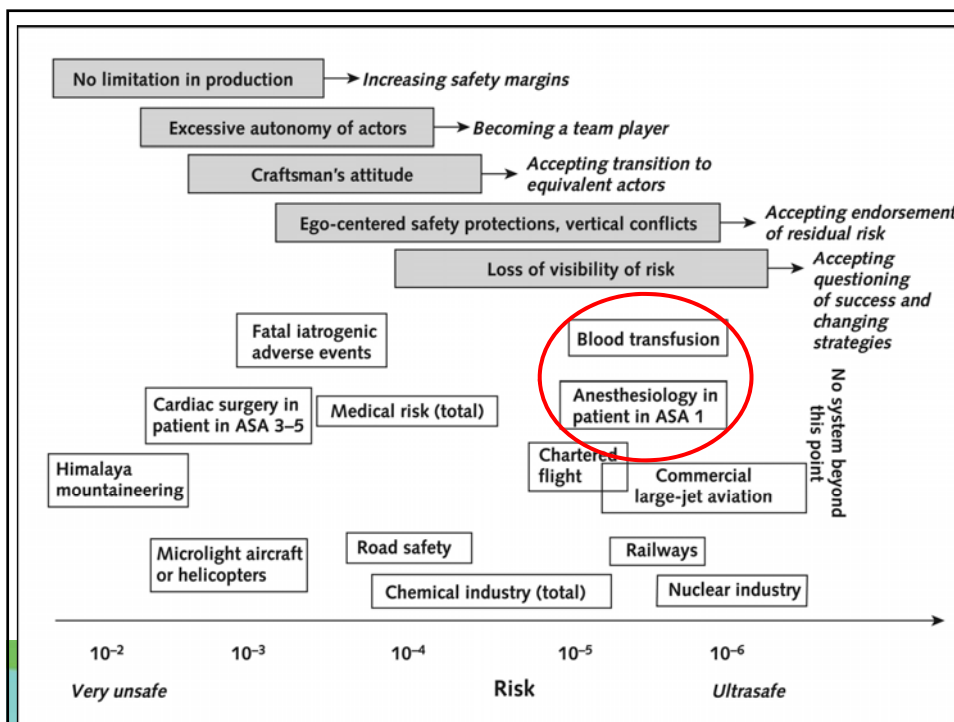 No limitation in production
Increasing safety margins
Excessive autonomy of actors
Becoming a team player
Craftsman's attitude
Accepting transition to
equivalent actors
Ego-centered safety protections, vertical conflicts
Accepting endorsement
of residual risk
Loss of visibility of risk
Accepting
questioning
of success and
changing
strategies
Fatal iatrogenic
adverse events
Blood transfusion
Cardiac surgery in
patient in ASA 3–5
Medical risk (total)
Anesthesiology in
patient in ASA 1
No system beyond
this point
Himalaya
mountaineering
Chartered
flight
Commercial
large-jet aviation
Microlight aircraft
or helicopters
Road safety
Railways
Chemical industry (total)
Nuclear industry
10⁻² 10⁻³ 10⁻⁴ 10⁻⁵ 10⁻⁶
Very unsafe Risk Ultrasafe